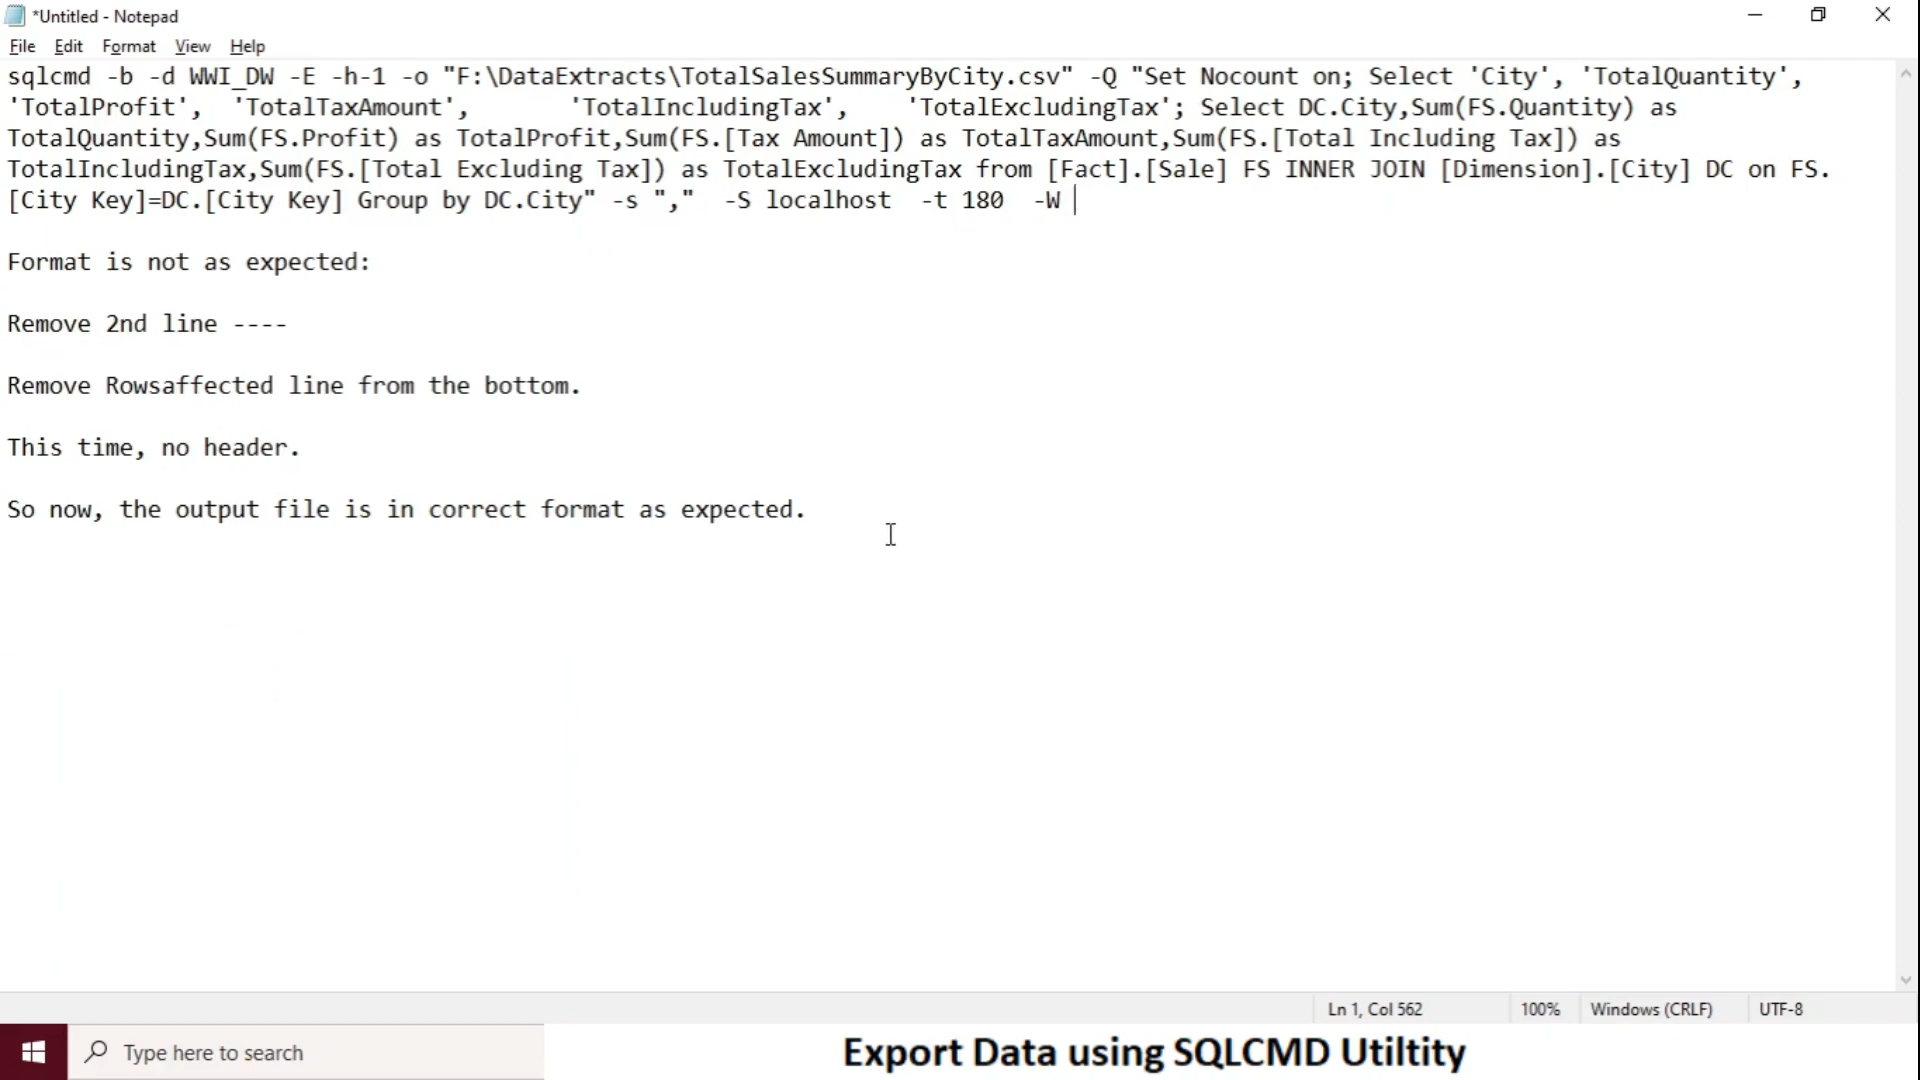 *Untitled - Notepad
File Edit Format View Help
sqlcmd -b -d WWI_DW -E -h-1 -o "F:\DataExtracts\TotalSalesSummaryByCity.csv" -Q "Set Nocount on; Select 'City', 'TotalQuantity',
'TotalProfit', 'TotalTaxAmount', 'TotalIncludingTax', 'TotalExcludingTax'; Select DC.City,Sum(FS.Quantity) as
TotalQuantity,Sum(FS.Profit) as TotalProfit,Sum(FS.[Tax Amount]) as TotalTaxAmount,Sum(FS.[Total Including Tax]) as
TotalIncludingTax,Sum(FS.[Total Excluding Tax]) as TotalExcludingTax from [Fact].[Sale] FS INNER JOIN [Dimension].[City] DC on FS.
[City Key]=DC.[City Key] Group by DC.City" -s "," -S localhost -t 180 -W
Format is not as expected:
Remove 2nd line ----
Remove Rowsaffected line from the bottom.
This time, no header.
So now, the output file is in correct format as expected.
Ln 1, Col 562 100% Windows (CRLF) UTF-8
Type here to search
Export Data using SQLCMD Utiltity